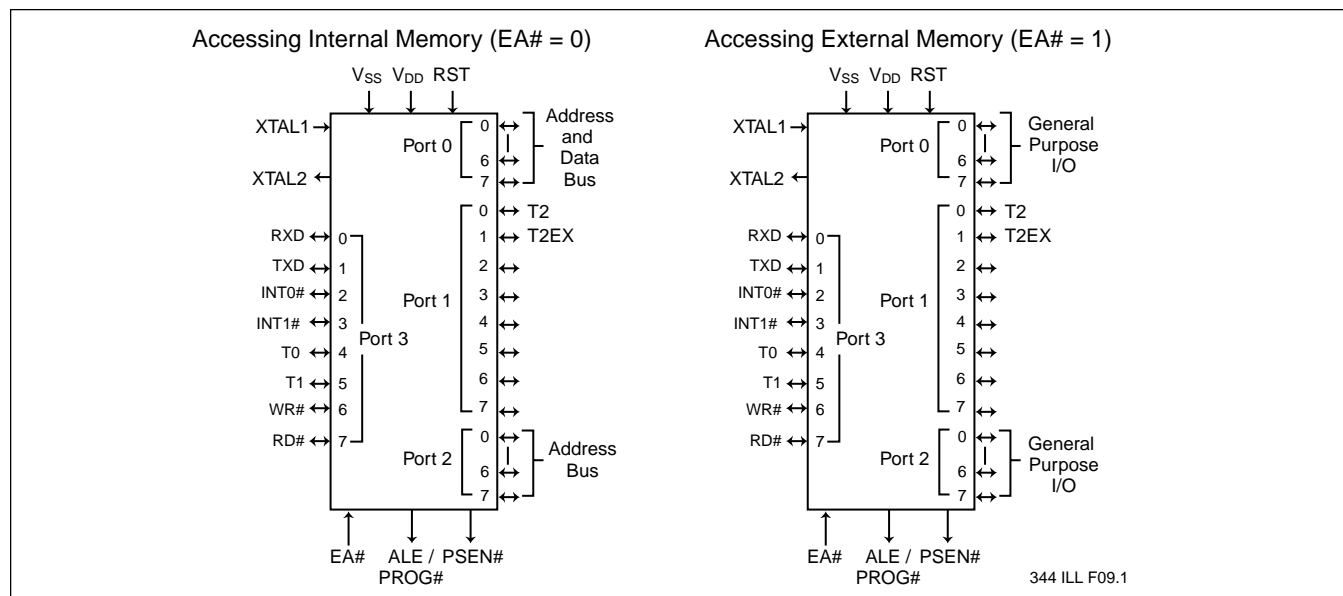 Accessing Internal Memory (EA# = 0)
VSS VDD RST
XTAL1
XTAL2
RXD 0
TXD 1
INT0# 2
INT1# 3
T0 4
T1 5
WR# 6
RD# 7
Port 3
Port 0
0
6
7
Address
and
Data
Bus
Port 1
0 T2
1 T2EX
2
3
4
5
6
7
Port 2
0
6
7
Address
Bus
EA# ALE / PSEN#
PROG#
Accessing External Memory (EA# = 1)
VSS VDD RST
XTAL1
XTAL2
RXD 0
TXD 1
INT0# 2
INT1# 3
T0 4
T1 5
WR# 6
RD# 7
Port 3
Port 0
0
6
7
General
Purpose
I/O
Port 1
0 T2
1 T2EX
2
3
4
5
6
7
Port 2
0
6
7
General
Purpose
I/O
EA# ALE / PSEN#
PROG#
344 ILL F09.1